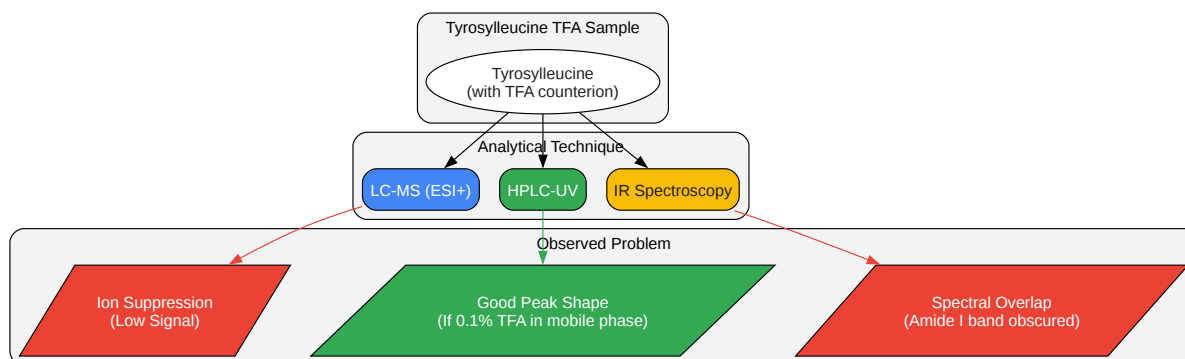 Tyrosylleucine TFA Sample
Tyrosylleucine
(with TFA counterion)
Analytical Technique
LC-MS (ESI+)
HPLC-UV
IR Spectroscopy
Observed Problem
Ion Suppression
(Low Signal)
Good Peak Shape
(If 0.1% TFA in mobile phase)
Spectral Overlap
(Amide I band obscured)